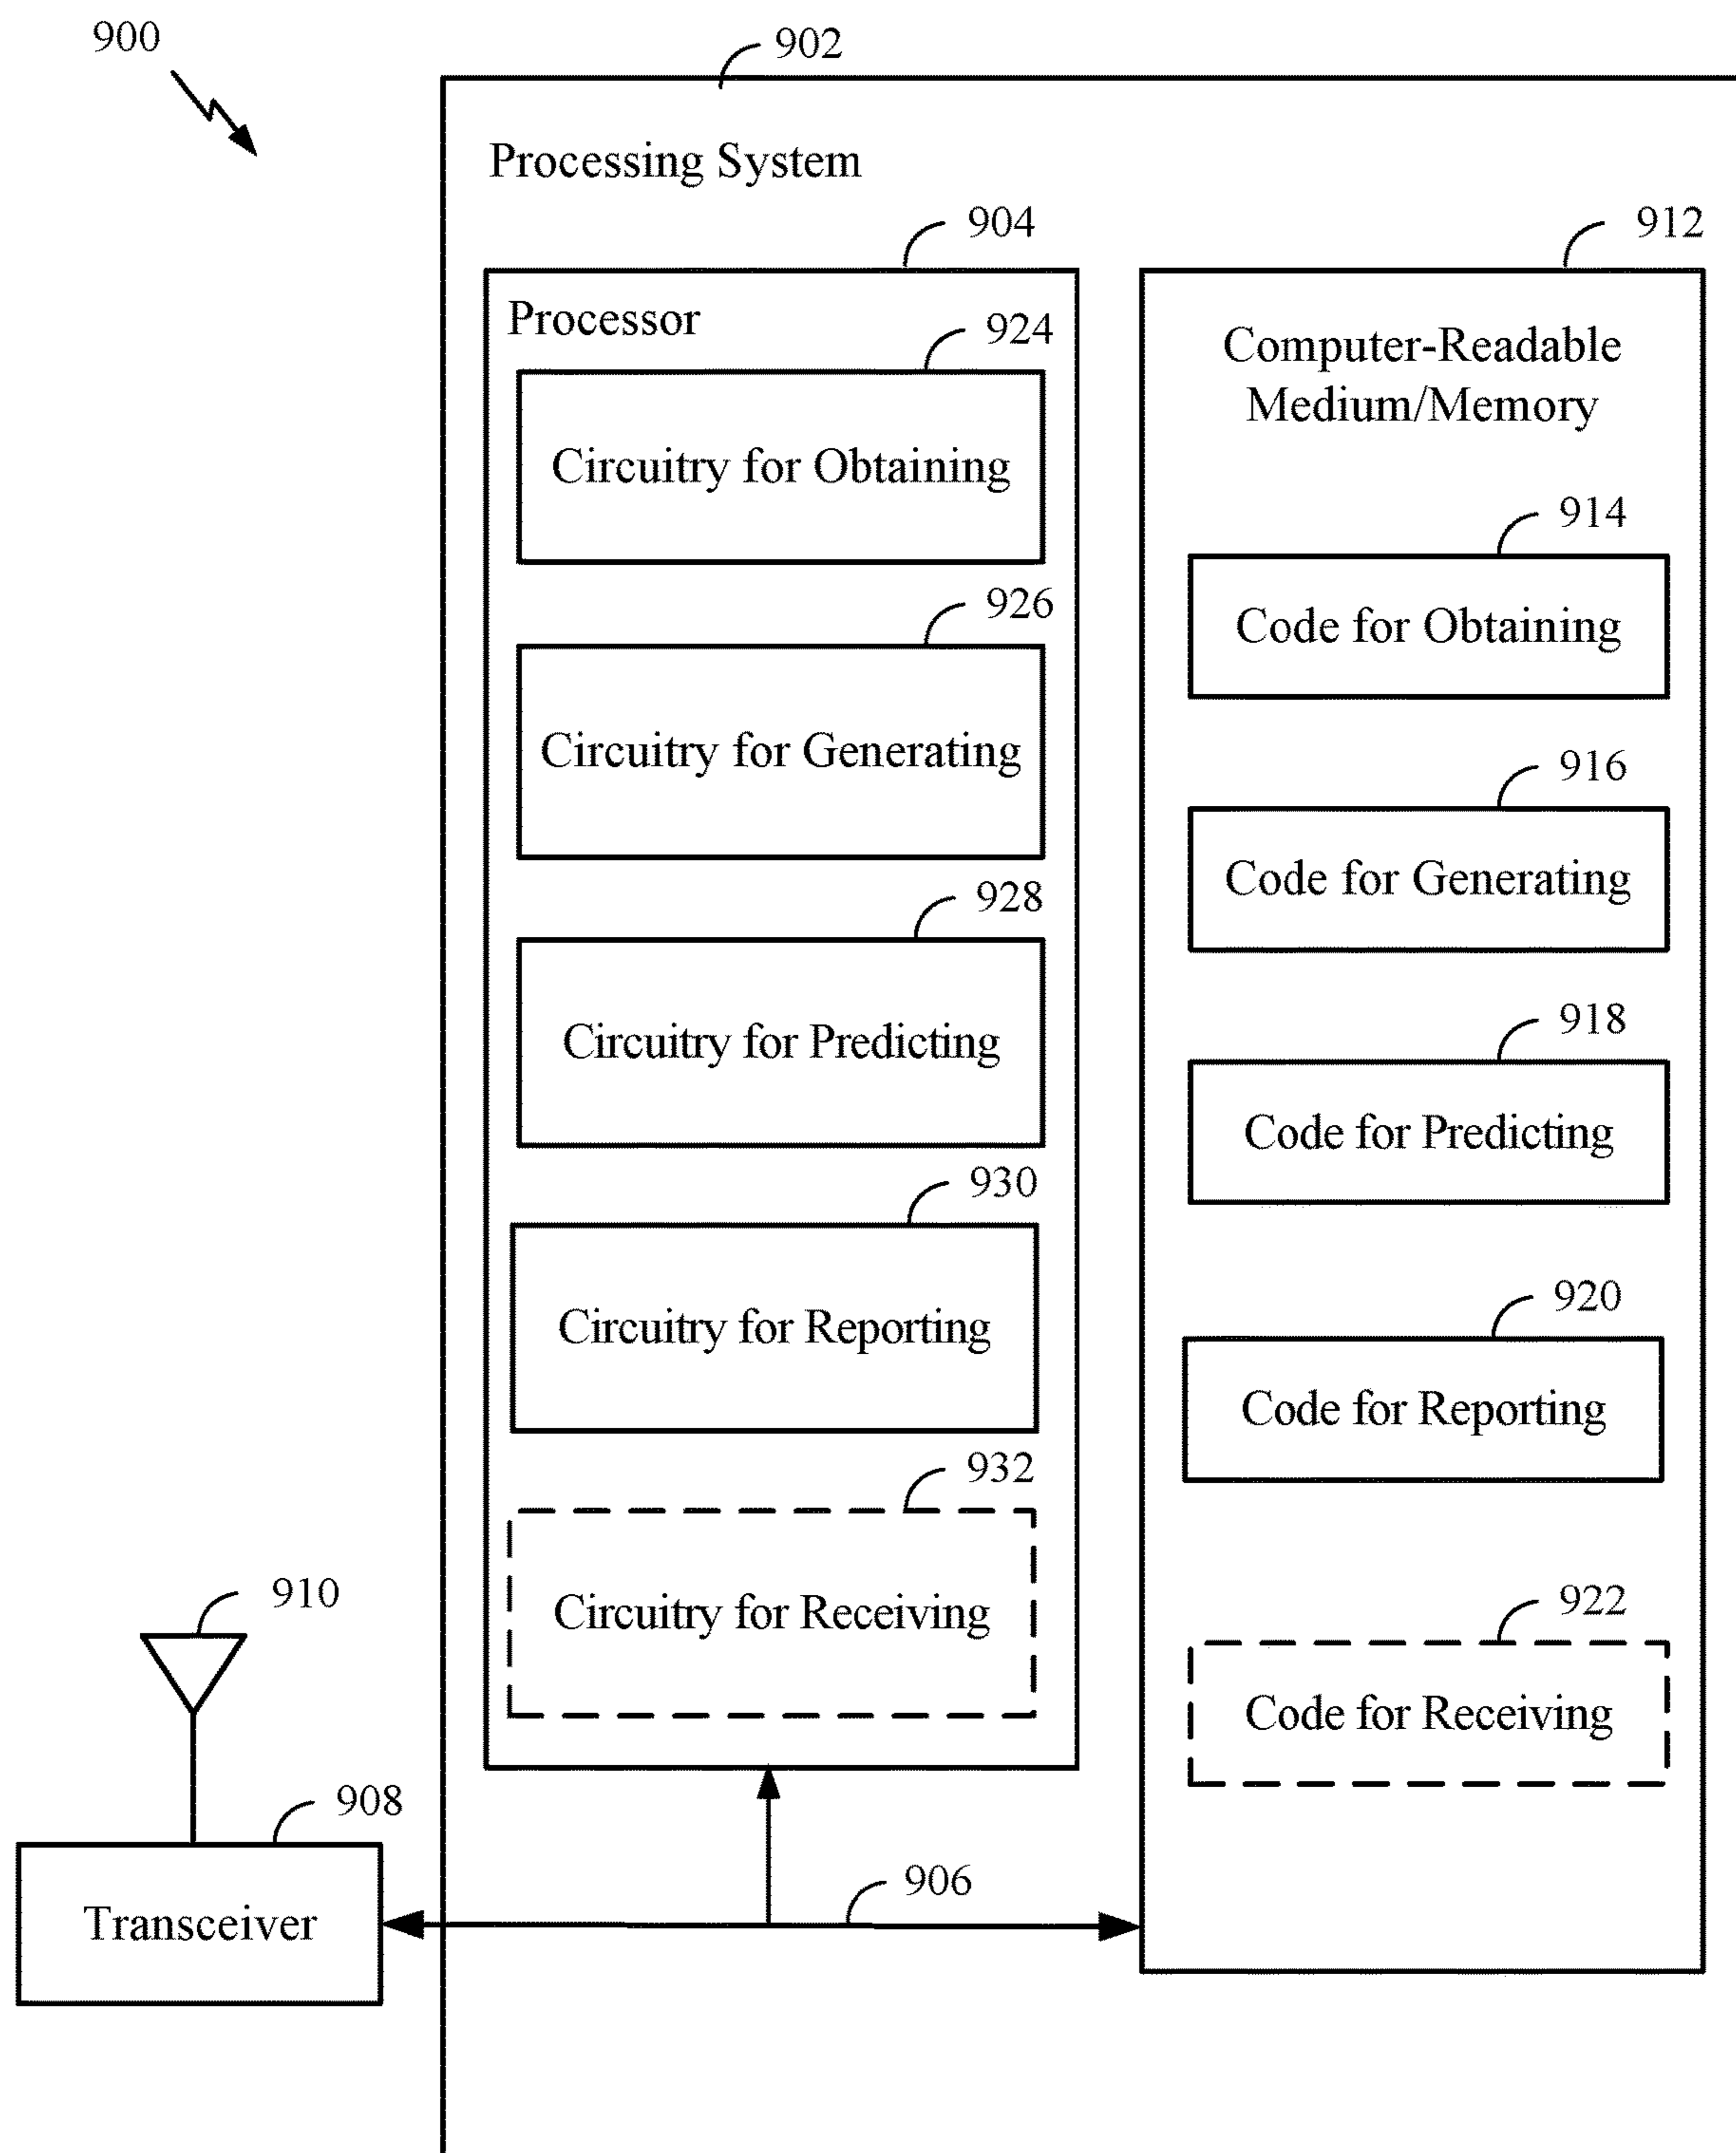 900
902
Processing System
904
912
Processor
924
Computer-Readable
Medium/Memory
Circuitry for Obtaining
914
Code for Obtaining
926
Circuitry for Generating
916
Code for Generating
928
Circuitry for Predicting
918
Code for Predicting
930
Circuitry for Reporting
920
Code for Reporting
932
Circuitry for Receiving
922
Code for Receiving
910
908
Transceiver
906